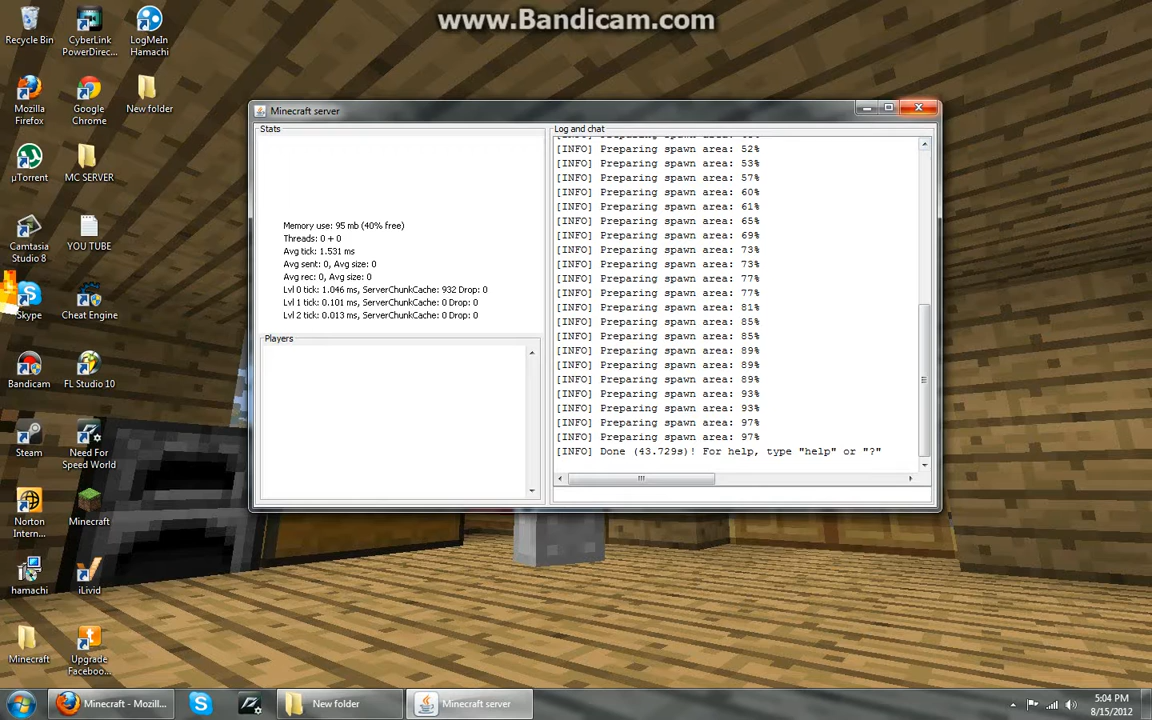 www.Bandicam.com
Recycle Bin
CyberLink
PowerDirec...
LogMeIn
Hamachi
Mozilla
Firefox
Google
Chrome
New folder
µTorrent
MC SERVER
Camtasia
Studio 8
YOU TUBE
Skype
Cheat Engine
Bandicam
FL Studio 10
Steam
Need For
Speed World
Norton
Intern...
Minecraft
hamachi
iLivid
Minecraft
Upgrade
Faceboo...
Minecraft server
Stats
Memory use: 95 mb (40% free)
Threads: 0 + 0
Avg tick: 1.531 ms
Avg sent: 0, Avg size: 0
Avg rec: 0, Avg size: 0
Lvl 0 tick: 1.046 ms, ServerChunkCache: 932 Drop: 0
Lvl 1 tick: 0.101 ms, ServerChunkCache: 0 Drop: 0
Lvl 2 tick: 0.013 ms, ServerChunkCache: 0 Drop: 0
Players
Log and chat
[INFO] Preparing spawn area: 52%
[INFO] Preparing spawn area: 53%
[INFO] Preparing spawn area: 57%
[INFO] Preparing spawn area: 60%
[INFO] Preparing spawn area: 61%
[INFO] Preparing spawn area: 65%
[INFO] Preparing spawn area: 69%
[INFO] Preparing spawn area: 73%
[INFO] Preparing spawn area: 73%
[INFO] Preparing spawn area: 77%
[INFO] Preparing spawn area: 77%
[INFO] Preparing spawn area: 81%
[INFO] Preparing spawn area: 85%
[INFO] Preparing spawn area: 85%
[INFO] Preparing spawn area: 89%
[INFO] Preparing spawn area: 89%
[INFO] Preparing spawn area: 89%
[INFO] Preparing spawn area: 93%
[INFO] Preparing spawn area: 93%
[INFO] Preparing spawn area: 97%
[INFO] Preparing spawn area: 97%
[INFO] Done (43.729s)! For help, type "help" or "?"
Minecraft - Mozill...
New folder
Minecraft server
5:04 PM
8/15/2012